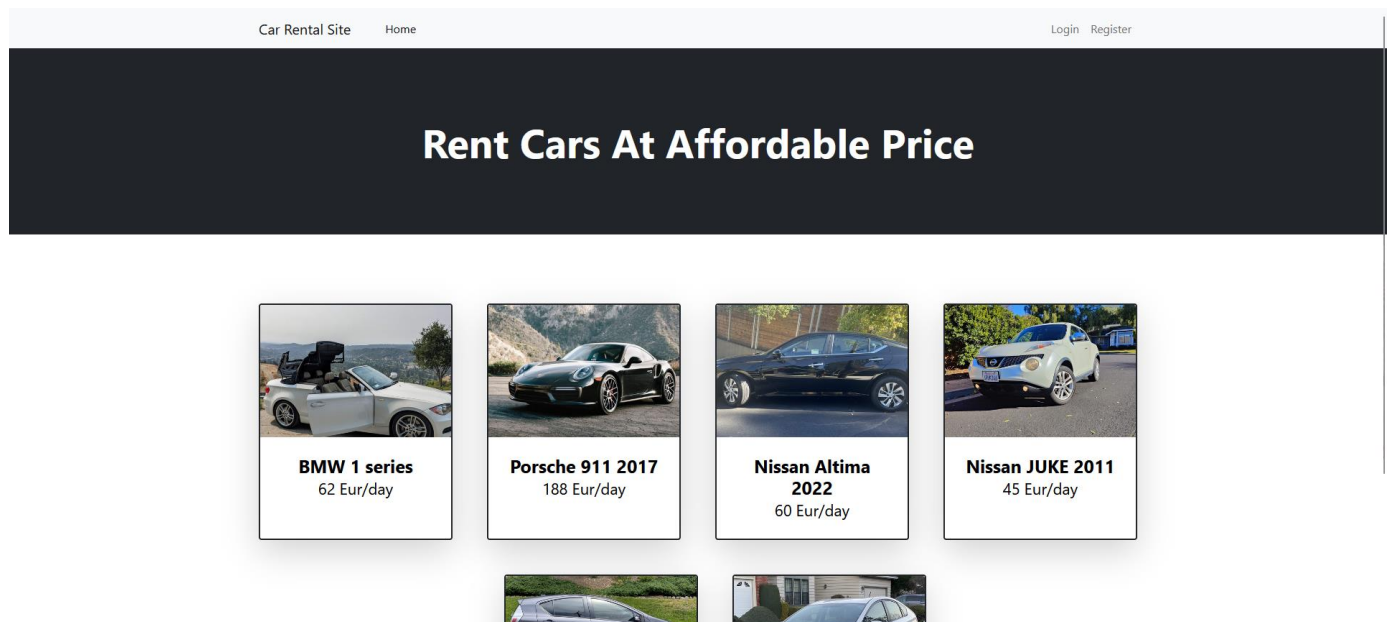 Car Rental Site Home Login Register
Rent Cars At Affordable Price
BMW 1 series
62 Eur/day
Porsche 911 2017
188 Eur/day
Nissan Altima
2022
60 Eur/day
Nissan JUKE 2011
45 Eur/day